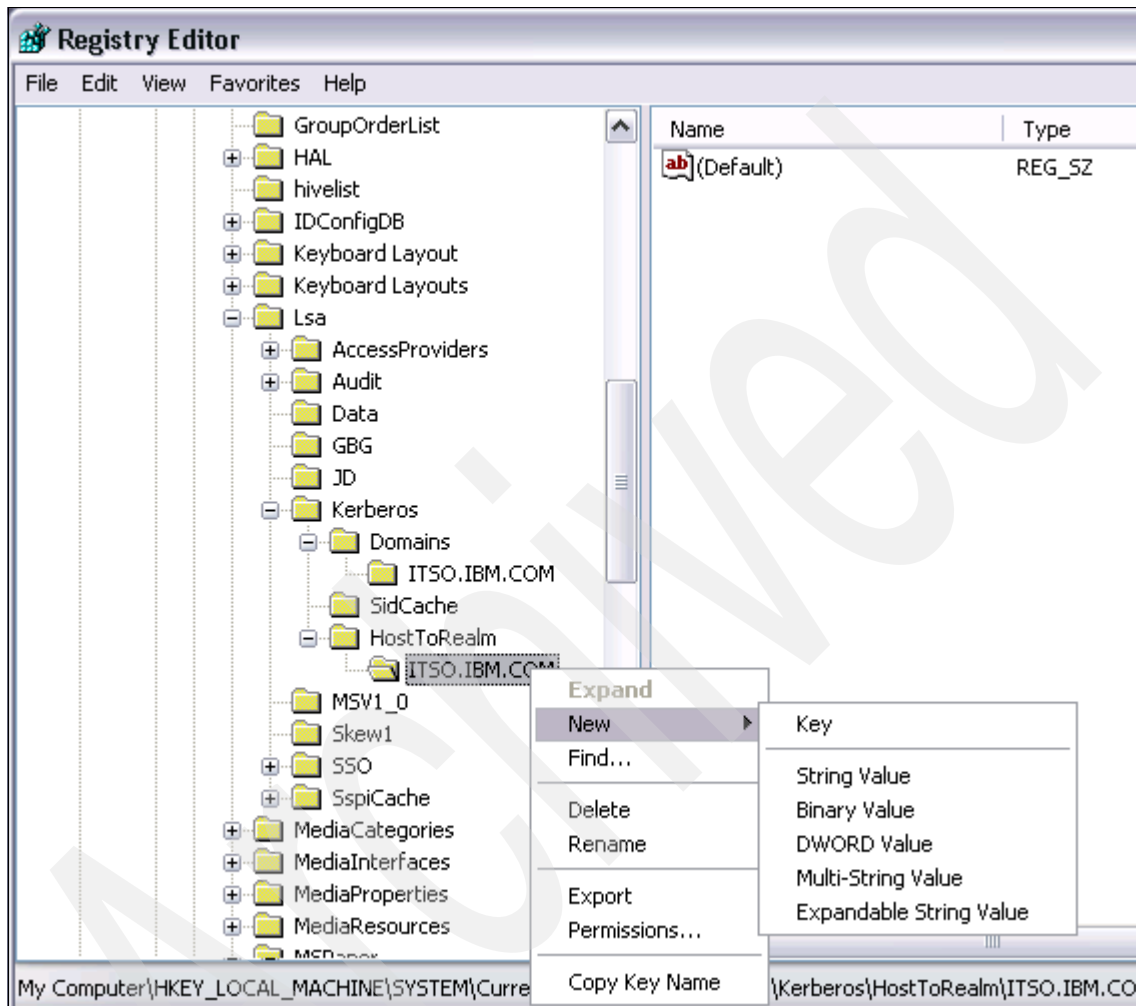 Registry Editor
File Edit View Favorites Help
GroupOrderList
HAL
hivelist
IDConfigDB
Keyboard Layout
Keyboard Layouts
Lsa
AccessProviders
Audit
Data
GBG
JD
Kerberos
Domains
ITSO.IBM.COM
SidCache
HostToRealm
ITSO.IBM.COM
MSV1_0
Skew1
SSO
SspiCache
MediaCategories
MediaInterfaces
MediaProperties
MediaResources
MSPaper
Name Type
ab (Default) REG_SZ
Expand
New
Find...
Delete
Rename
Export
Permissions...
Copy Key Name
Key
String Value
Binary Value
DWORD Value
Multi-String Value
Expandable String Value
My Computer\HKEY_LOCAL_MACHINE\SYSTEM\Curre \Kerberos\HostToRealm\ITSO.IBM.CO
Archived